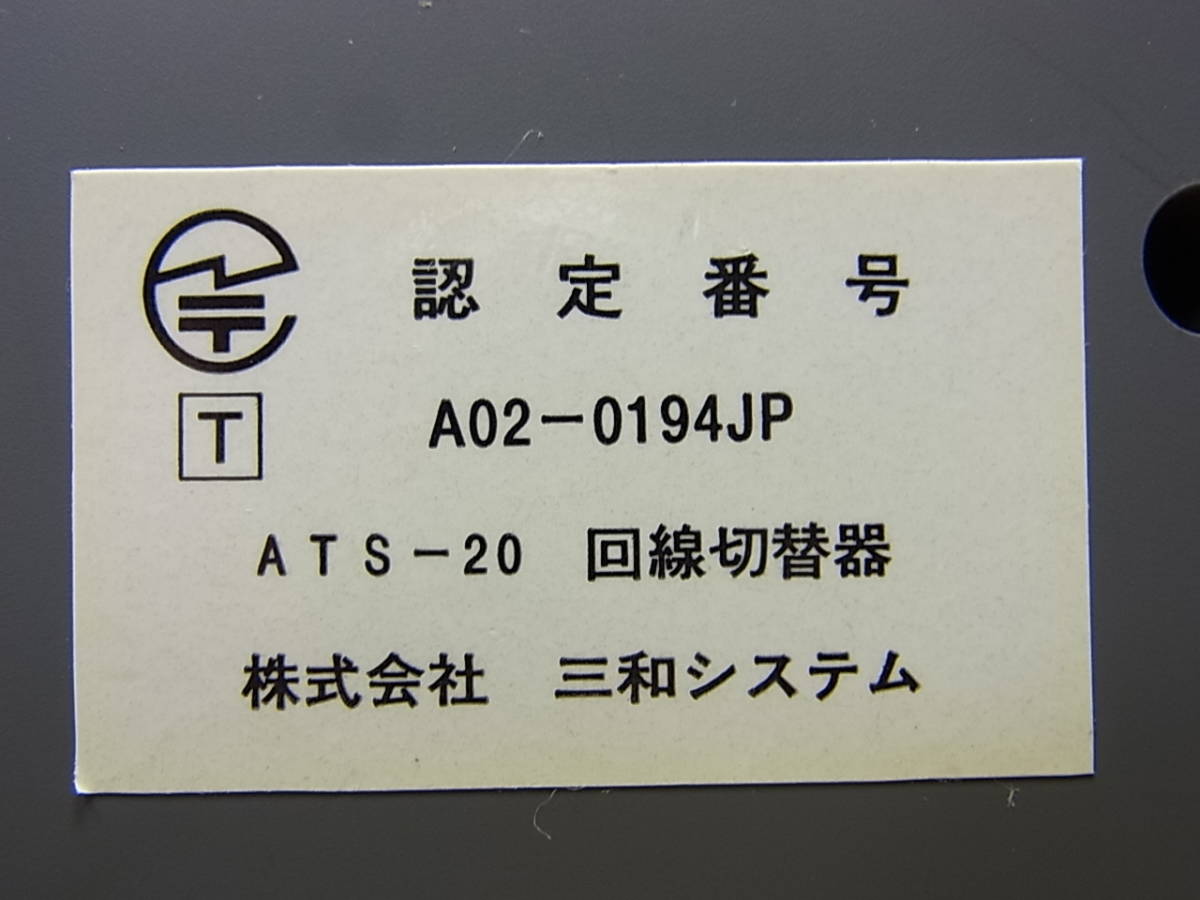 認定番号
T
A02-0194JP
ATS-20 回線切替器
株式会社 三和システム